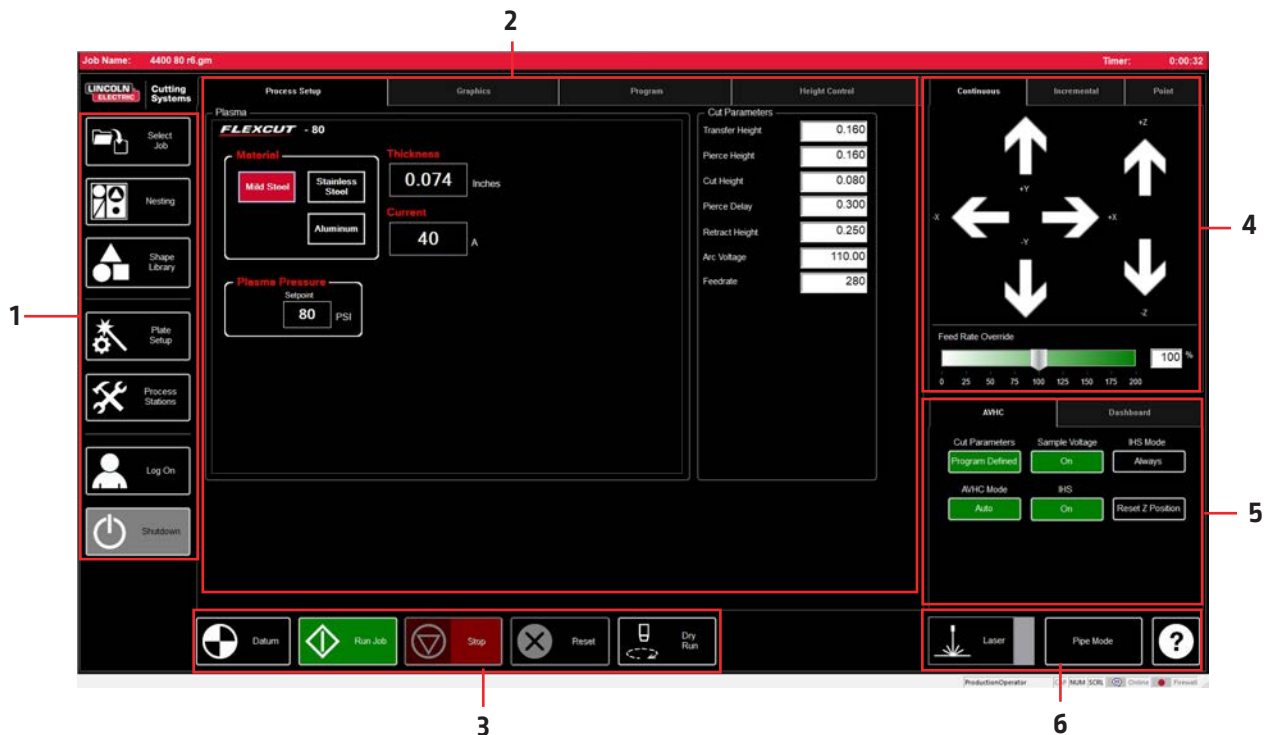 2
Job Name: 4400 80 r6.gm Timer: 0:00:32
LINCOLN ELECTRIC Cutting Systems
Process Setup Graphics Program Height Control
Continuous Incremental Point
Select Job
Nesting
Shape Library
Plate Setup
Process Stations
Log On
Shutdown
1
Plasma
FLEXCUT - 80
Material
Mild Steel
Stainless Steel
Aluminum
Thickness
0.074 Inches
Current
40 A
Plasma Pressure
Setpoint
80 PSI
Cut Parameters
Transfer Height 0.160
Pierce Height 0.160
Cut Height 0.080
Pierce Delay 0.300
Retract Height 0.250
Arc Voltage 110.00
Feedrate 280
+Z
+Y
-X +X
-Y
-Z
4
Feed Rate Override
100 %
0 25 50 75 100 125 150 175 200
AVHC Dashboard
Cut Parameters Sample Voltage IHS Mode
Program Defined On Always
AVHC Mode IHS
Auto On Reset Z Position
5
Datum
Run Job
Stop
Reset
Dry Run
Laser
Pipe Mode
?
ProductionOperator NUM SCRL Online Firewall
3
6